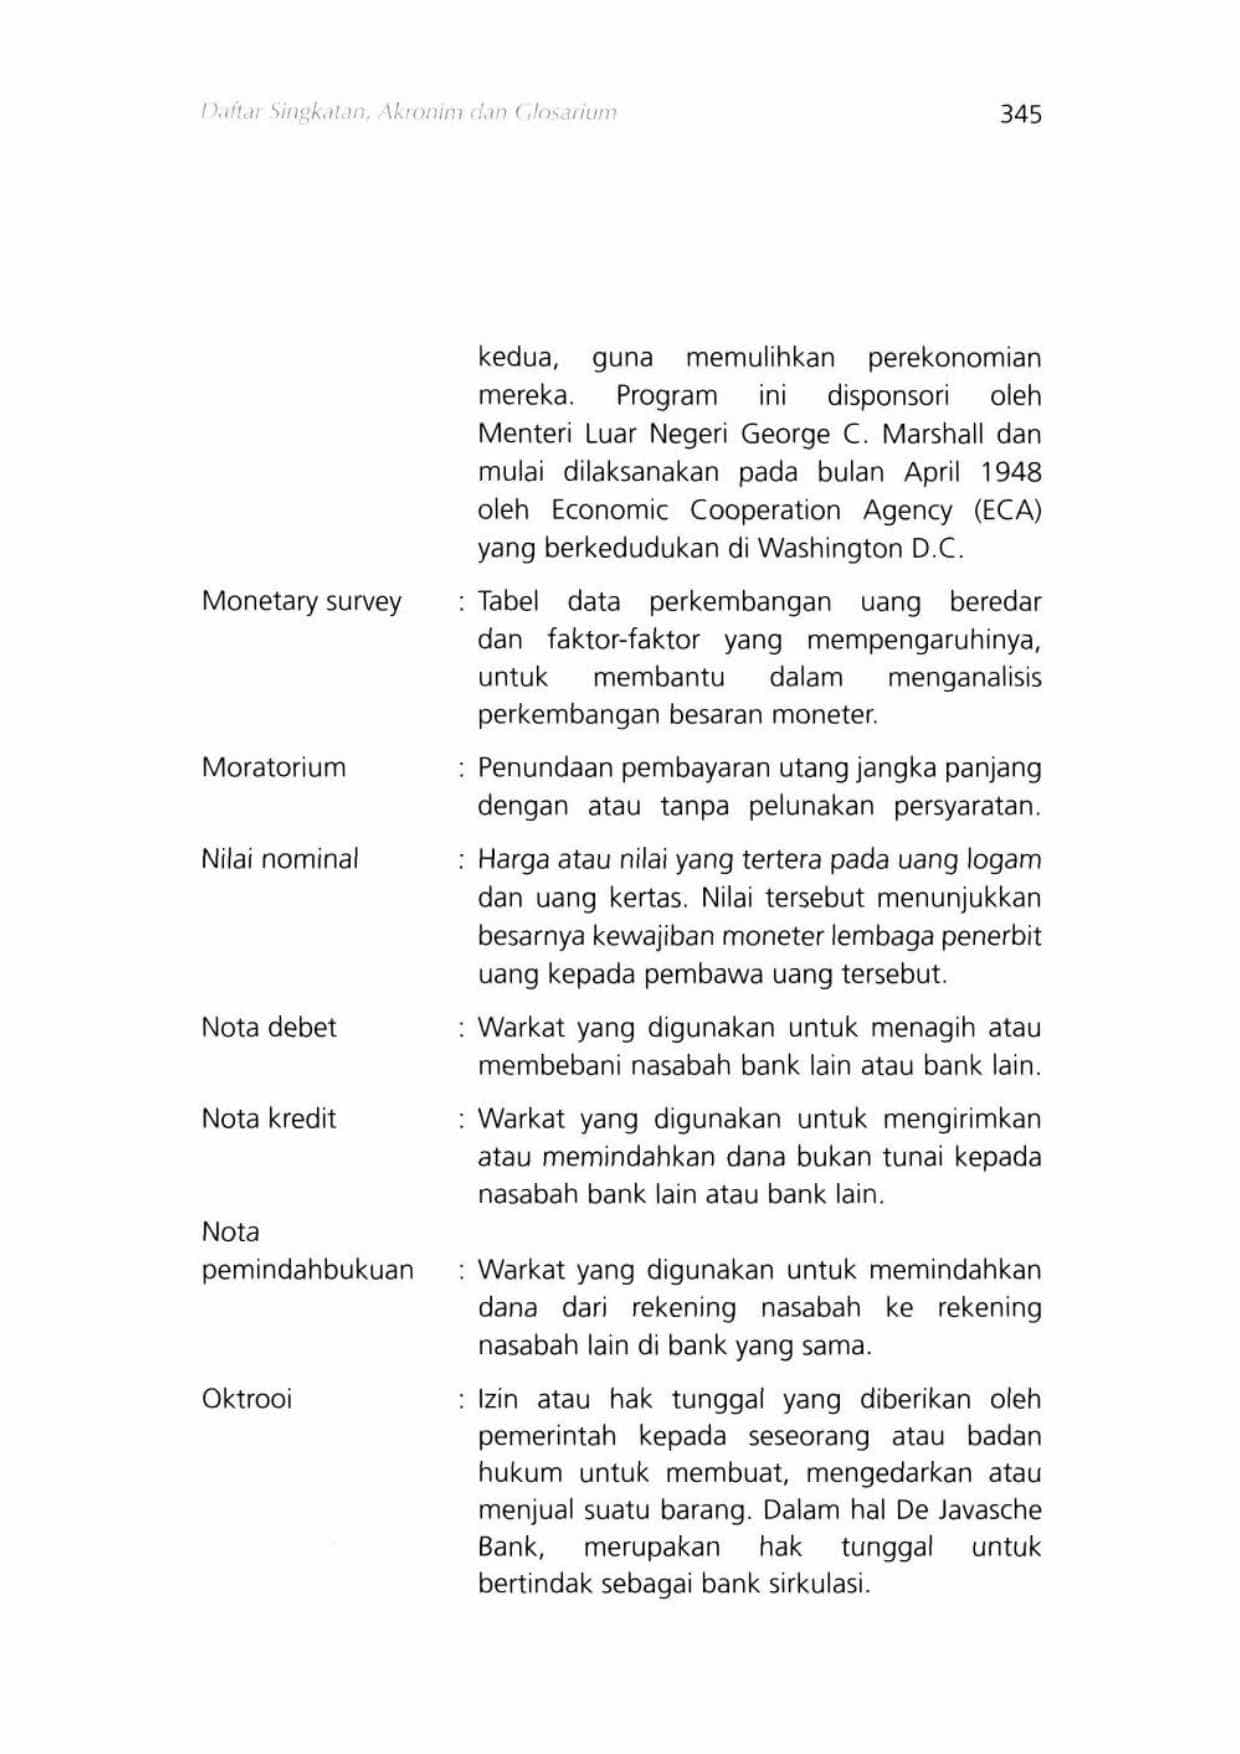 Daftar Singkatan, Akronim dan Glosarium 345
kedua, guna memulihkan perekonomian
mereka. Program ini disponsori oleh
Menteri Luar Negeri George C. Marshall dan
mulai dilaksanakan pada bulan April 1948
oleh Economic Cooperation Agency (ECA)
yang berkedudukan di Washington D.C.
Monetary survey : Tabel data perkembangan uang beredar
dan faktor-faktor yang mempengaruhinya,
untuk membantu dalam menganalisis
perkembangan besaran moneter.
Moratorium : Penundaan pembayaran utang jangka panjang
dengan atau tanpa pelunakan persyaratan.
Nilai nominal : Harga atau nilai yang tertera pada uang logam
dan uang kertas. Nilai tersebut menunjukkan
besarnya kewajiban moneter lembaga penerbit
uang kepada pembawa uang tersebut.
Nota debet : Warkat yang digunakan untuk menagih atau
membebani nasabah bank lain atau bank lain.
Nota kredit : Warkat yang digunakan untuk mengirimkan
atau memindahkan dana bukan tunai kepada
nasabah bank lain atau bank lain.
Nota
pemindahbukuan : Warkat yang digunakan untuk memindahkan
dana dari rekening nasabah ke rekening
nasabah lain di bank yang sama.
Oktrooi : Izin atau hak tunggal yang diberikan oleh
pemerintah kepada seseorang atau badan
hukum untuk membuat, mengedarkan atau
menjual suatu barang. Dalam hal De Javasche
Bank, merupakan hak tunggal untuk
bertindak sebagai bank sirkulasi.